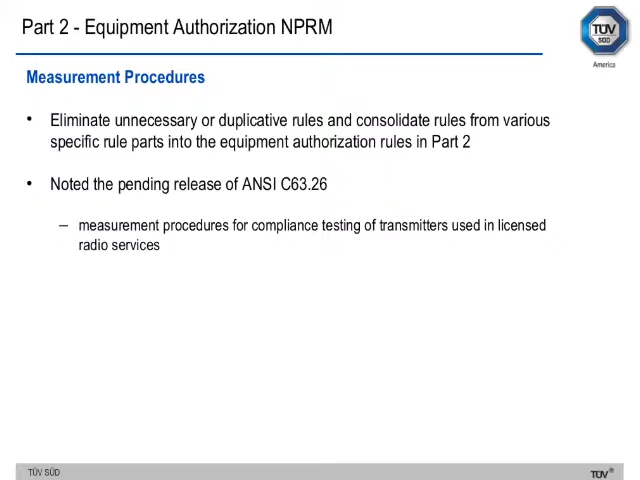 Part 2 - Equipment Authorization NPRM
TÜV
SÜD
America
Measurement Procedures
• Eliminate unnecessary or duplicative rules and consolidate rules from various
specific rule parts into the equipment authorization rules in Part 2
• Noted the pending release of ANSI C63.26
– measurement procedures for compliance testing of transmitters used in licensed
radio services
TÜV SÜD
TÜV®